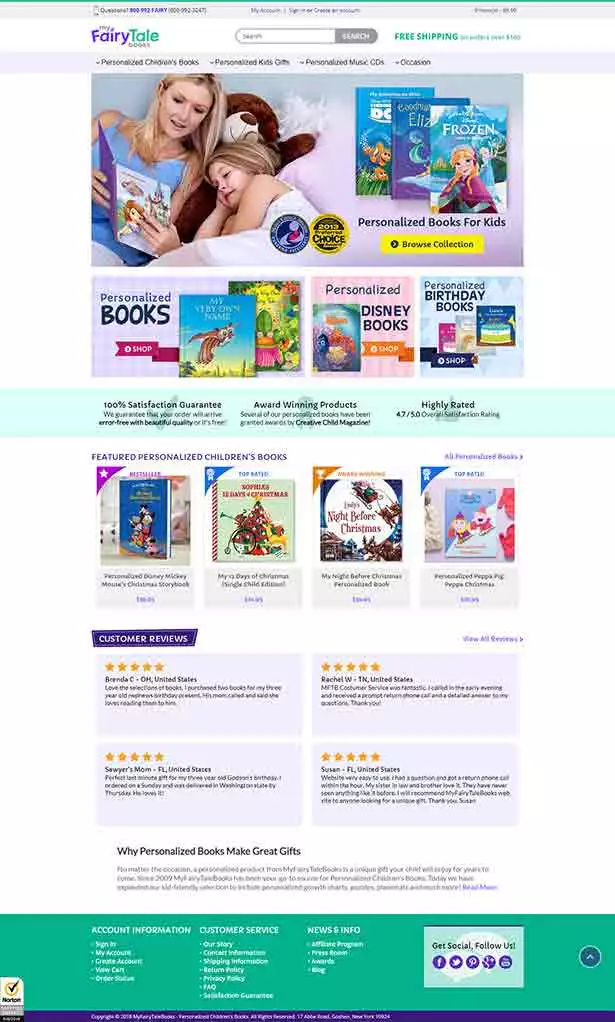 Questions? 800-992-FAIRY (800-992-3247)
My Account | Sign in or Create an account
my
FairyTale
books
search
SEARCH
FREE SHIPPING on orders over $100
Personalized Children's Books
Personalized Kids Gifts
Personalized Music CDs
Occasion
Goodnight
Eliz
Disney
FROZEN
2013
Preferred
CHOICE
Personalized Books For Kids
Browse Collection
Personalized
BOOKS
SHOP
MY
VERY OWN
NAME
Personalized
DISNEY
BOOKS
SHOP
Personalized
BIRTHDAY
BOOKS
SHOP
100% Satisfaction Guarantee
We guarantee that your order will arrive
error-free with beautiful quality or it's free!
Award Winning Products
Several of our personalized books have been
granted awards by Creative Child Magazine!
Highly Rated
4.7 / 5.0 Overall Satisfaction Rating
FEATURED PERSONALIZED CHILDREN'S BOOKS
All Personalized Books
BESTSELLER
Personalized Disney Mickey
Mouse's Christmas Storybook
TOP RATED
SOPHIA'S
12 DAYS of CHRISTMAS
My 12 Days of Christmas
(Single Child Edition)
AWARD-WINNING
Night Before
Christmas
My Night Before Christmas
Personalized Book
TOP RATED
Personalized Peppa Pig:
Peppa Christmas
CUSTOMER REVIEWS
View All Reviews
Brenda C - OH, United States
Love the selections of books. I purchased two books for my three
year old nephews birthday present. His mom called and said she
loves reading them to him.
Rachel W - TN, United States
MFTB Costumer Service was fantastic. I called in the early evening
and received a prompt return phone call and a detailed answer to my
questions. Thank you!
Sawyer's Mom - FL, United States
Perfect last minute gift for my three year old Godson's birthday. I
ordered on a Sunday and was delivered in Washington state by
Thursday. He loves it!
Susan - FL, United States
Website very easy to use. I had a question and got a return phone call
within the hour. My sister in law and brother love it. They have never
seen anything like it before. I will recommend MyFairyTaleBooks web
site to anyone looking for a unique gift. Thank you, Susan
Why Personalized Books Make Great Gifts
No matter the occasion, a personalized product from MyFairyTaleBooks is a unique gift your child will enjoy for years to
come. Since 2009 MyFairyTaleBooks has been your go-to source for Personalized Children's Books. Today we have
expanded our kid-friendly selection to include personalized growth charts, puzzles, placemats and much more! Read More
ACCOUNT INFORMATION
Sign In
My Account
Create Account
View Cart
Order Status
CUSTOMER SERVICE
Our Story
Contact Information
Shipping Information
Return Policy
Privacy Policy
FAQ
Satisfaction Guarantee
NEWS & INFO
Affiliate Program
Press Room
Awards
Blog
Get Social, Follow Us!
Norton
Copyright © 2018 MyFairyTaleBooks - Personalized Children's Books. All Rights Reserved. 17 Abbw Road, Goshen, New York 10924